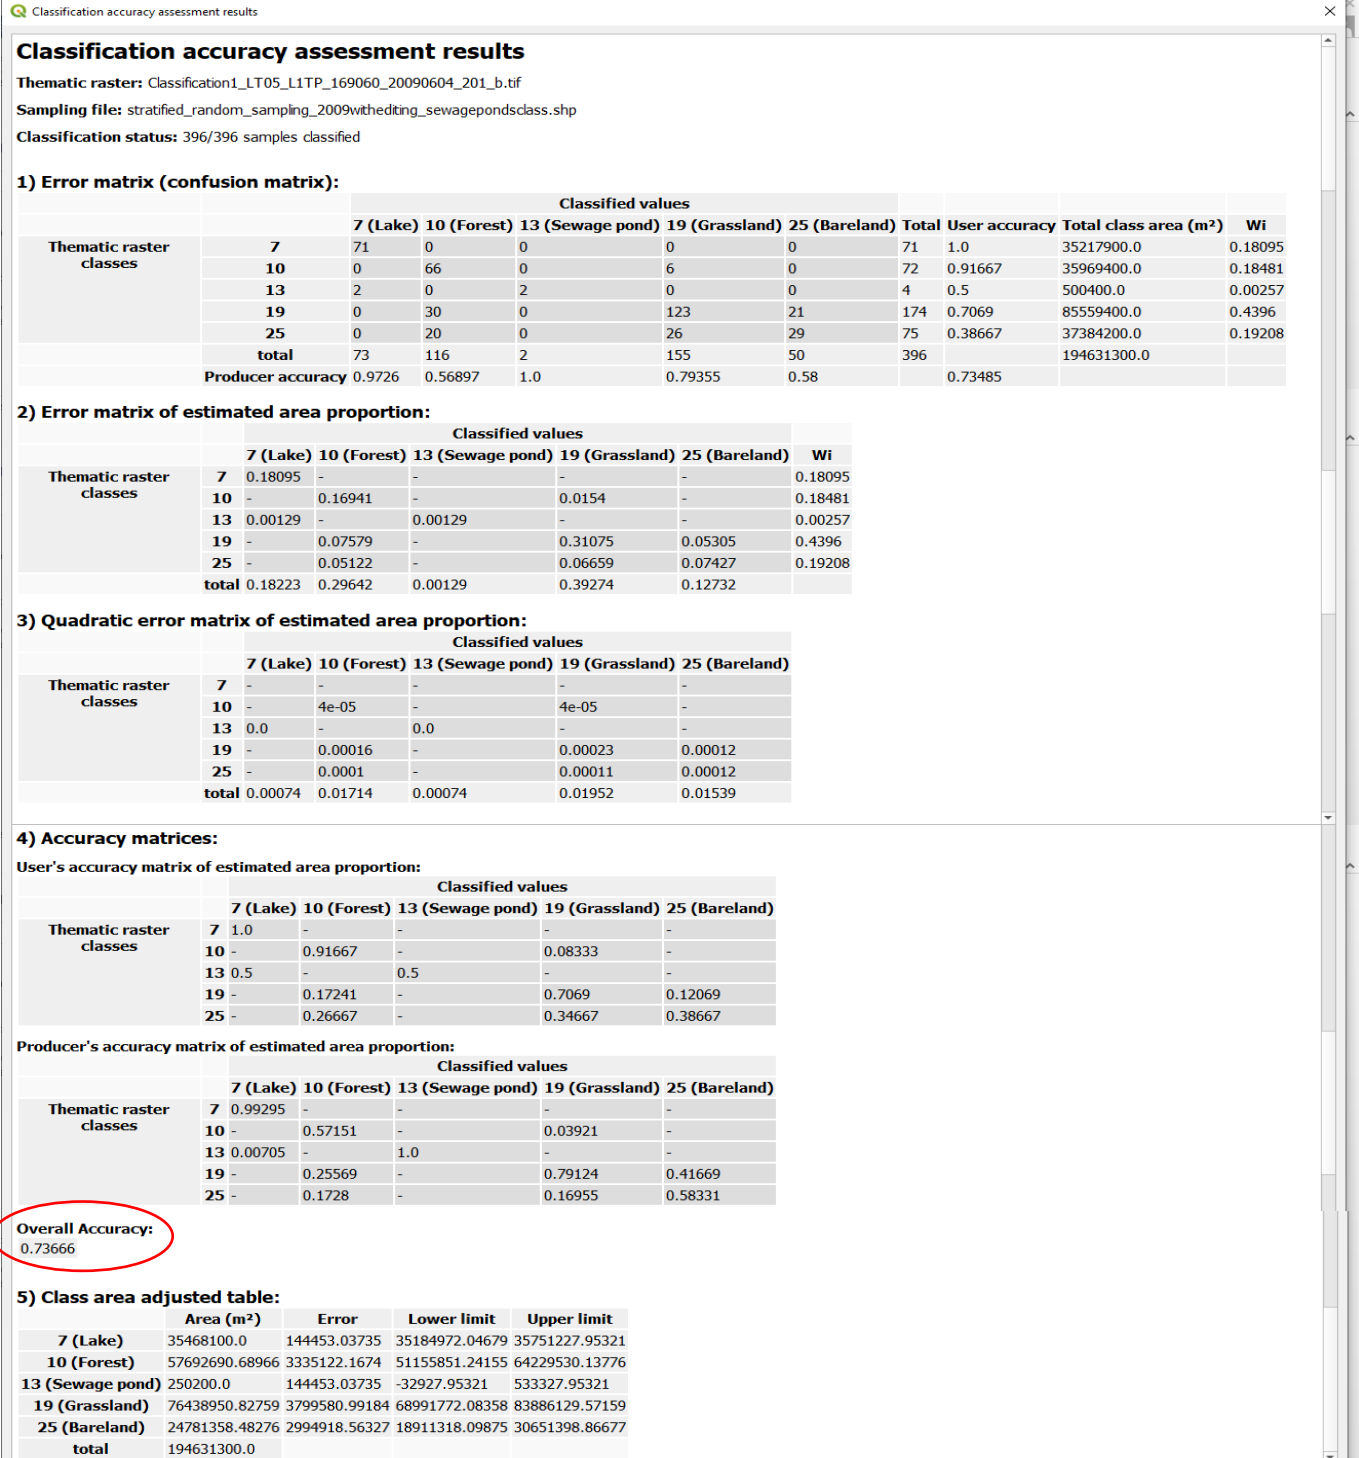 Classification accuracy assessment results
Classification accuracy assessment results
Thematic raster: Classification1_LT05_L1TP_169060_20090604_201_b.tif
Sampling file: stratified_random_sampling_2009withediting_sewagepondsclass.shp
Classification status: 396/396 samples classified
1) Error matrix (confusion matrix):
Classified values
7 (Lake) 10 (Forest) 13 (Sewage pond) 19 (Grassland) 25 (Bareland) Total User accuracy Total class area (m²) Wi
Thematic raster classes 7 71 0 0 0 0 71 1.0 35217900.0 0.18095
10 0 66 0 6 0 72 0.91667 35969400.0 0.18481
13 2 0 2 0 0 4 0.5 500400.0 0.00257
19 0 30 0 123 21 174 0.7069 85559400.0 0.4396
25 0 20 0 26 29 75 0.38667 37384200.0 0.19208
total 73 116 2 155 50 396 194631300.0
Producer accuracy 0.9726 0.56897 1.0 0.79355 0.58 0.73485
2) Error matrix of estimated area proportion:
Classified values
7 (Lake) 10 (Forest) 13 (Sewage pond) 19 (Grassland) 25 (Bareland) Wi
Thematic raster classes 7 0.18095 - - - - 0.18095
10 - 0.16941 - 0.0154 - 0.18481
13 0.00129 - 0.00129 - - 0.00257
19 - 0.07579 - 0.31075 0.05305 0.4396
25 - 0.05122 - 0.06659 0.07427 0.19208
total 0.18223 0.29642 0.00129 0.39274 0.12732
3) Quadratic error matrix of estimated area proportion:
Classified values
7 (Lake) 10 (Forest) 13 (Sewage pond) 19 (Grassland) 25 (Bareland)
Thematic raster classes 7 - - - - -
10 - 4e-05 - 4e-05 -
13 0.0 - 0.0 - -
19 - 0.00016 - 0.00023 0.00012
25 - 0.0001 - 0.00011 0.00012
total 0.00074 0.01714 0.00074 0.01952 0.01539
4) Accuracy matrices:
User's accuracy matrix of estimated area proportion:
Classified values
7 (Lake) 10 (Forest) 13 (Sewage pond) 19 (Grassland) 25 (Bareland)
Thematic raster classes 7 1.0 - - - -
10 - 0.91667 - 0.08333 -
13 0.5 - 0.5 - -
19 - 0.17241 - 0.7069 0.12069
25 - 0.26667 - 0.34667 0.38667
Producer's accuracy matrix of estimated area proportion:
Classified values
7 (Lake) 10 (Forest) 13 (Sewage pond) 19 (Grassland) 25 (Bareland)
Thematic raster classes 7 0.99295 - - - -
10 - 0.57151 - 0.03921 -
13 0.00705 - 1.0 - -
19 - 0.25569 - 0.79124 0.41669
25 - 0.1728 - 0.16955 0.58331
Overall Accuracy:
0.73666
5) Class area adjusted table:
Area (m²) Error Lower limit Upper limit
7 (Lake) 35468100.0 144453.03735 35184972.04679 35751227.95321
10 (Forest) 57692690.68966 3335122.1674 51155851.24155 64229530.13776
13 (Sewage pond) 250200.0 144453.03735 -32927.95321 533327.95321
19 (Grassland) 76438950.82759 3799580.99184 68991772.08358 83886129.57159
25 (Bareland) 24781358.48276 2994918.56327 18911318.09875 30651398.86677
total 194631300.0